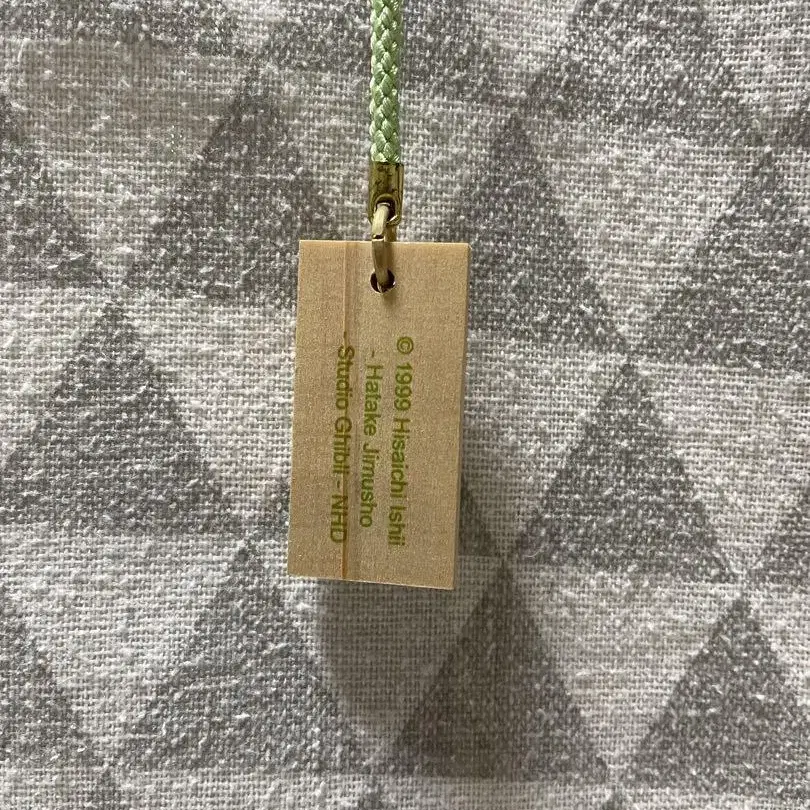 © 1999 Hisaichi Ishii
- Hatake Jimusho
- Studio Ghibli - NHD